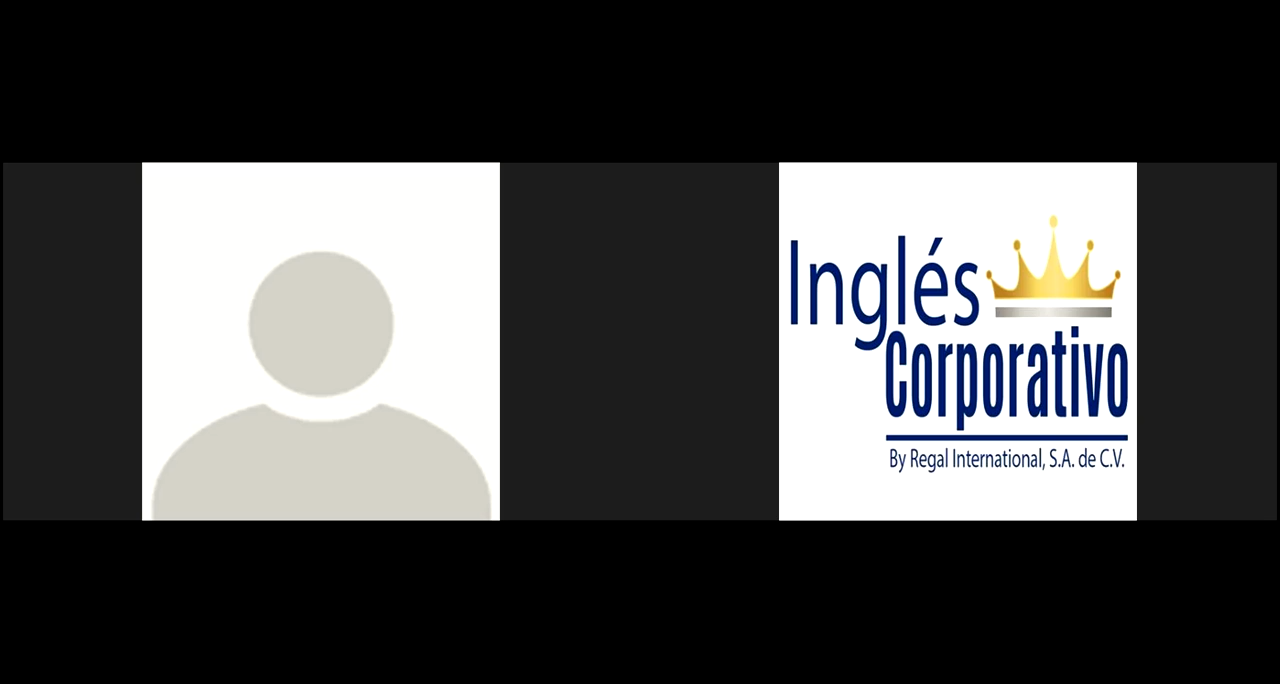 Inglés
Corporativo
By Regal International, S.A. de C.V.